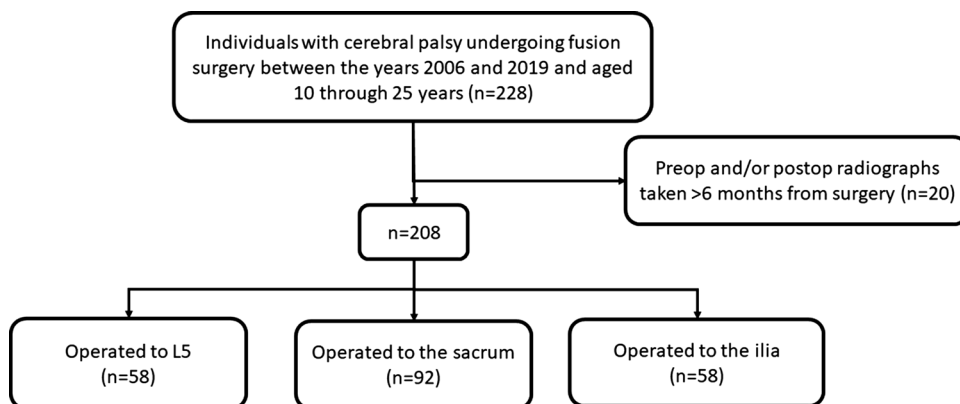 Individuals with cerebral palsy undergoing fusion
surgery between the years 2006 and 2019 and aged
10 through 25 years (n=228)
Preop and/or postop radiographs
taken >6 months from surgery (n=20)
n=208
Operated to L5
(n=58)
Operated to the sacrum
(n=92)
Operated to the ilia
(n=58)